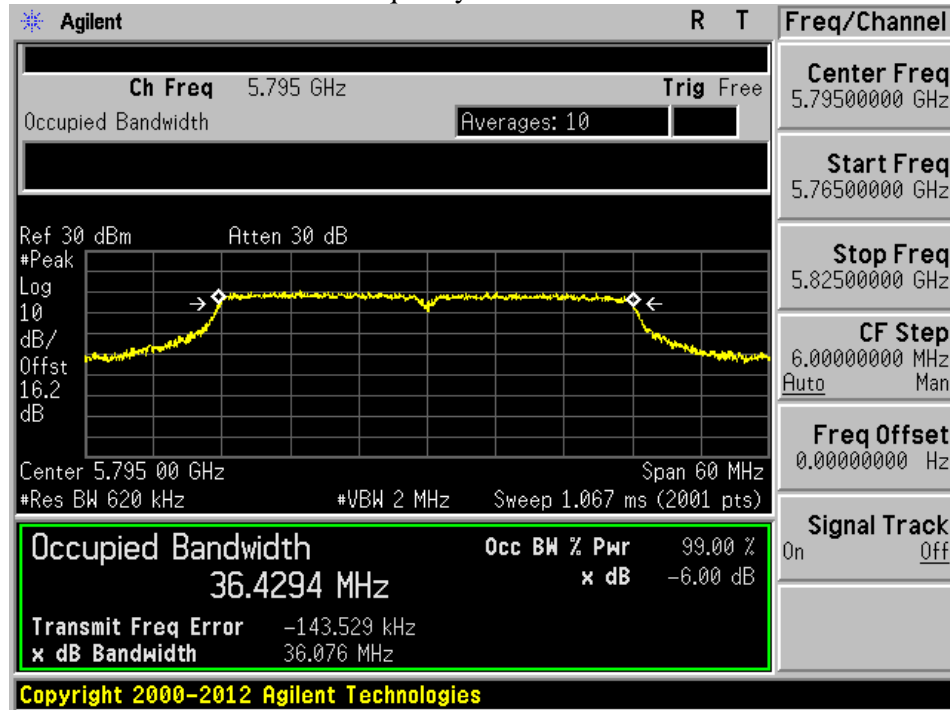 Agilent R T Freq/Channel
Ch Freq 5.795 GHz Trig Free
Occupied Bandwidth Averages: 10
Ref 30 dBm Atten 30 dB
#Peak
Log
10
dB/
Offst
16.2
dB
Center 5.795 00 GHz Span 60 MHz
#Res BW 620 kHz #VBW 2 MHz Sweep 1.067 ms (2001 pts)
Occupied Bandwidth Occ BW % Pwr 99.00 %
36.4294 MHz x dB -6.00 dB
Transmit Freq Error -143.529 kHz
x dB Bandwidth 36.076 MHz
Copyright 2000-2012 Agilent Technologies
Center Freq
5.79500000 GHz
Start Freq
5.76500000 GHz
Stop Freq
5.82500000 GHz
CF Step
6.00000000 MHz
Auto Man
Freq Offset
0.00000000 Hz
Signal Track
On Off